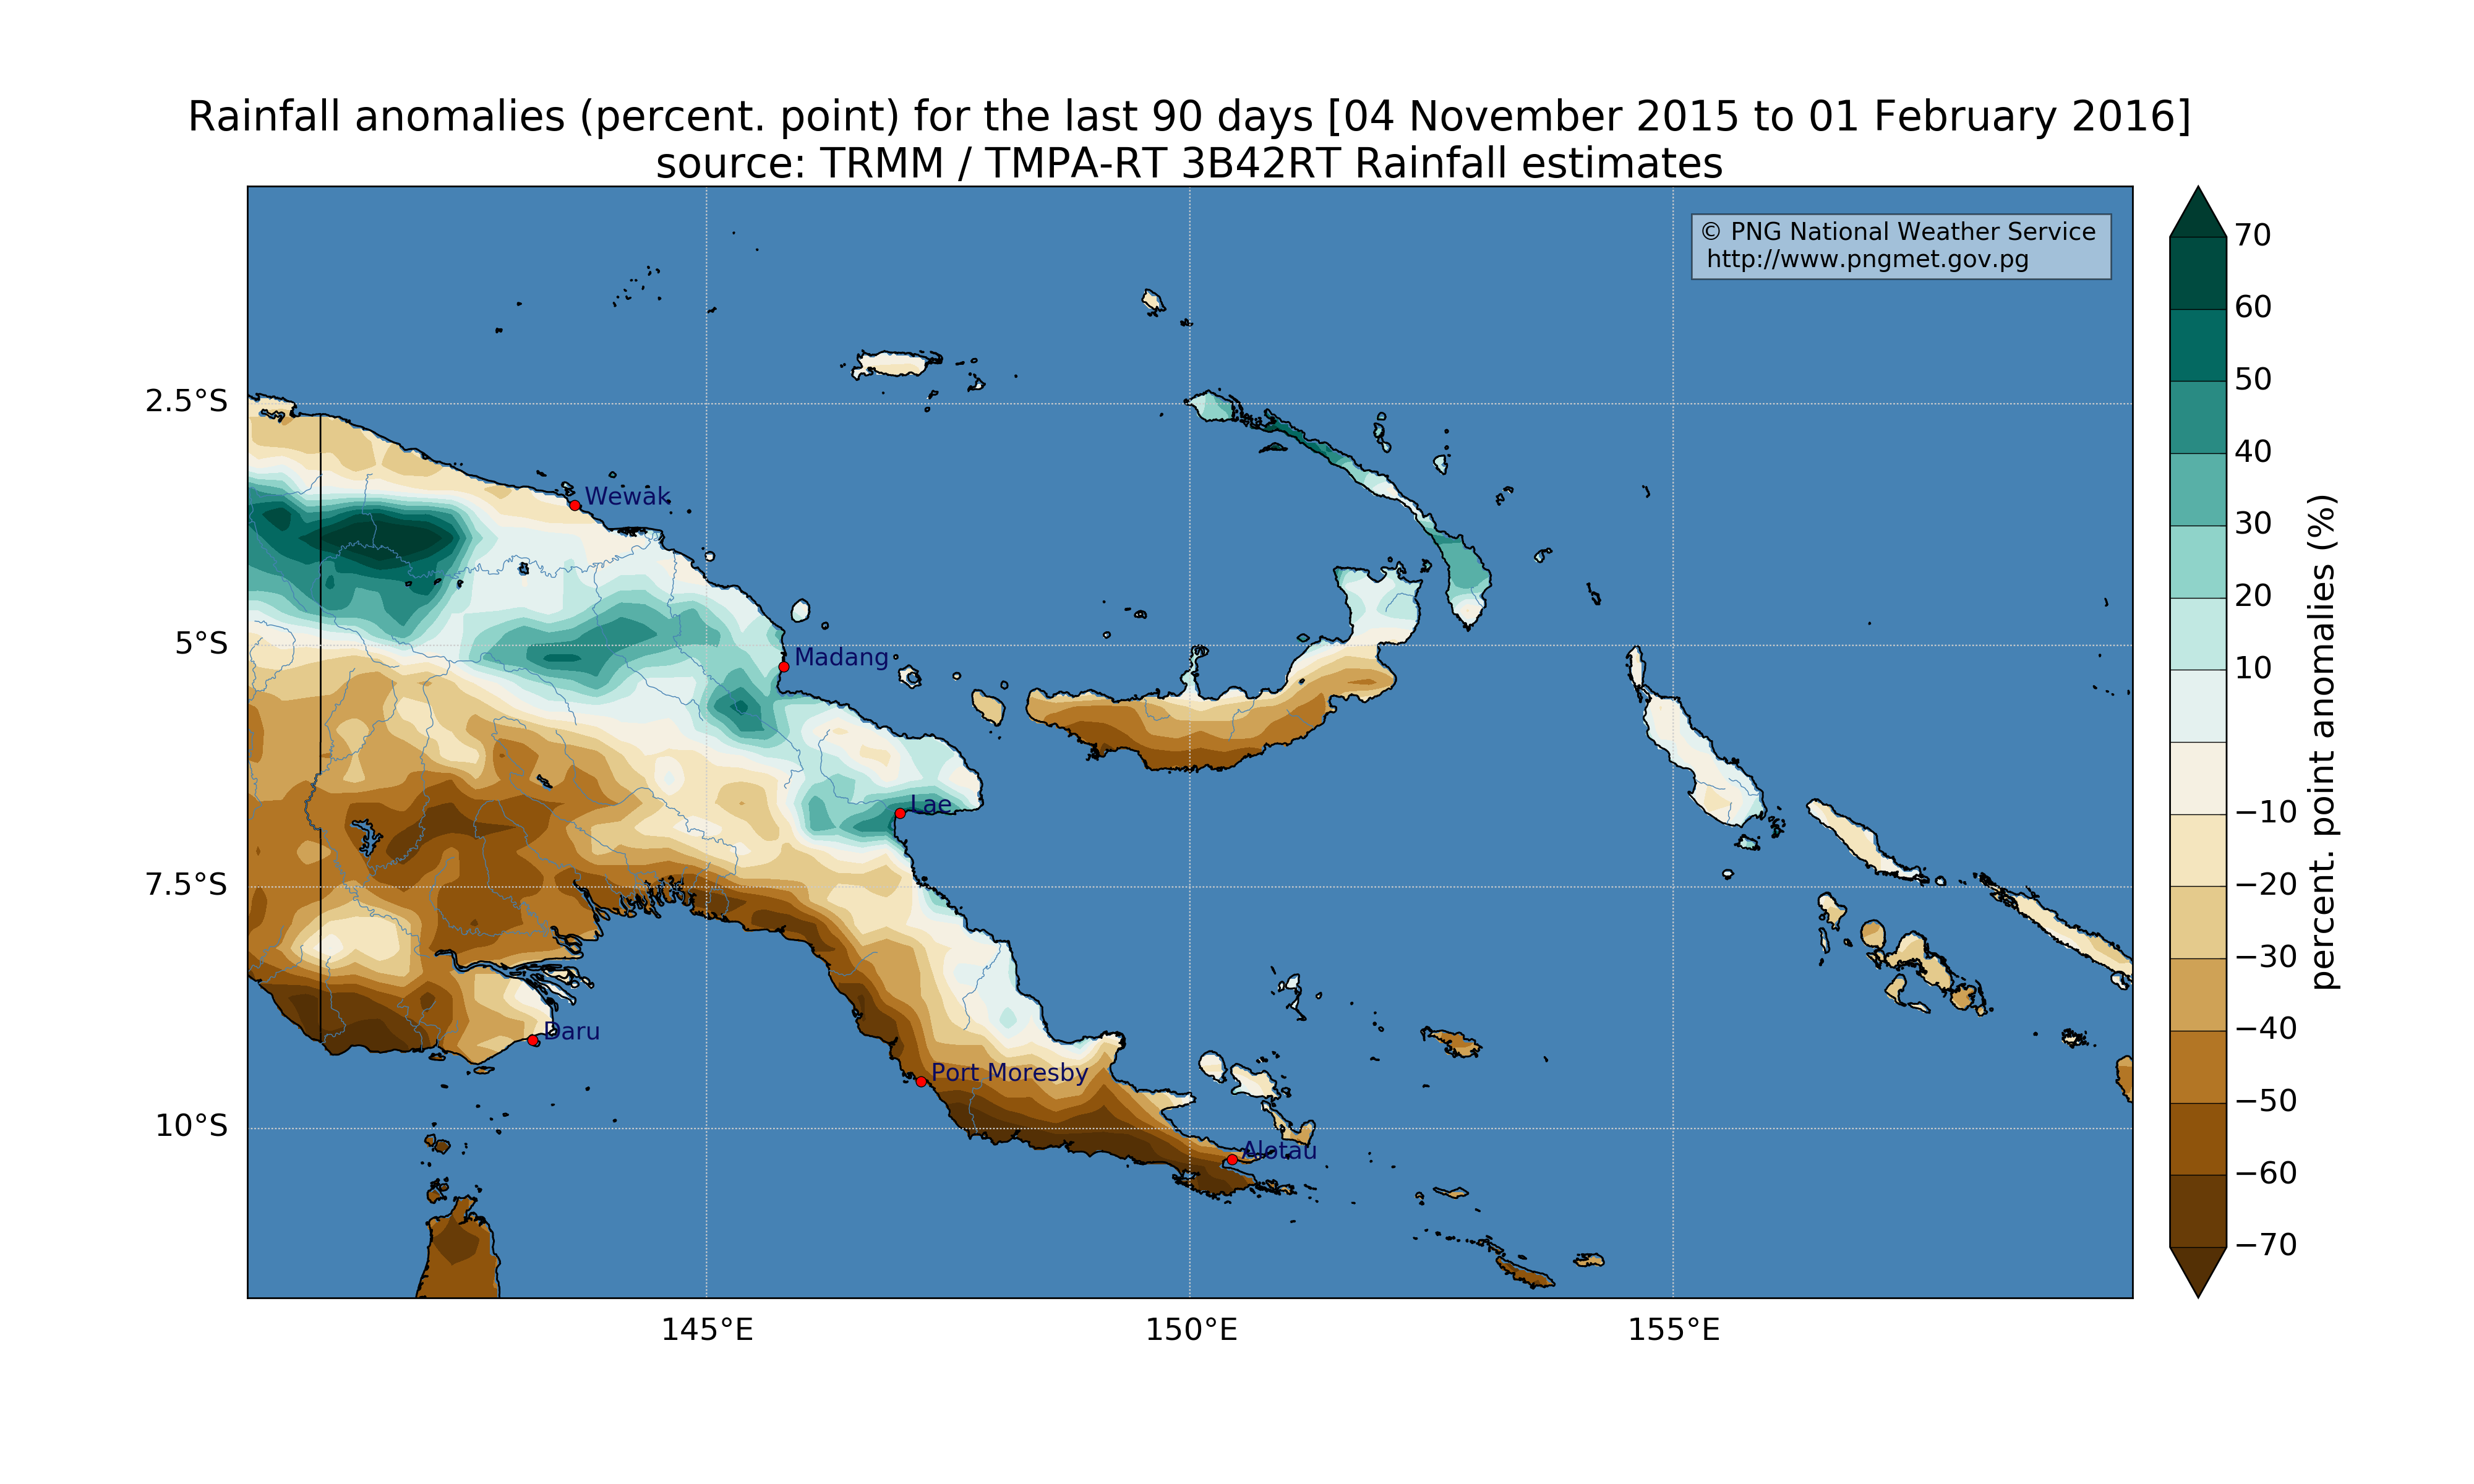 Rainfall anomalies (percent. point) for the last 90 days [04 November 2015 to 01 February 2016]
source: TRMM / TMPA-RT 3B42RT Rainfall estimates
© PNG National Weather Service
http://www.pngmet.gov.pg
2.5°S
5°S
7.5°S
10°S
Wewak
Madang
Lae
Daru
Port Moresby
Alotau
145°E
150°E
155°E
70
60
50
40
30
20
10
−10
−20
−30
−40
−50
−60
−70
percent. point anomalies (%)